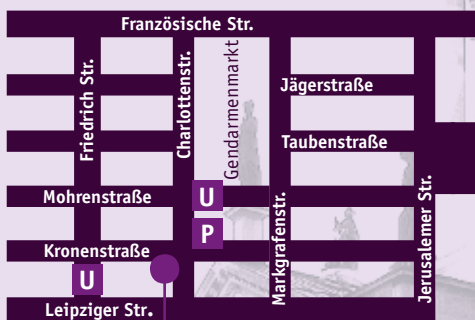 Französische Str.
Friedrich Str.
Charlottenstr.
Gendarmenmarkt
Jägerstraße
Taubenstraße
Mohrenstraße
U
P
Markgrafenstr.
Jerusalemer Str.
Kronenstraße
U
Leipziger Str.